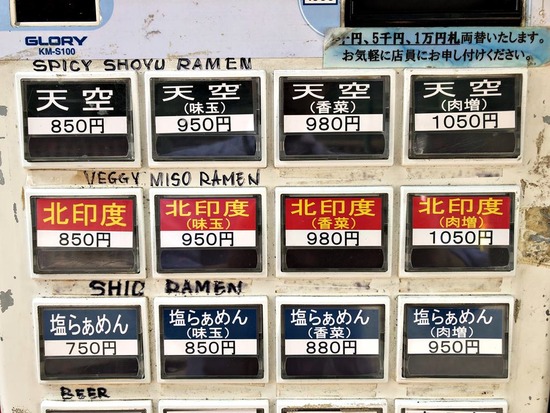 GLORY
KM-S100
千円、5千円、1万円札両替いたします。
お気軽に店員にお申し付けください。
SPICY SHOYU RAMEN
天空 天空 天空 天空
(味玉) (香菜) (肉増)
850円 950円 980円 1050円
VEGGY MISO RAMEN
北印度 北印度 北印度 北印度
(味玉) (香菜) (肉増)
850円 950円 980円 1050円
SHIO RAMEN
塩らぁめん 塩らぁめん 塩らぁめん 塩らぁめん
(味玉) (香菜) (肉増)
750円 850円 880円 950円
BEER